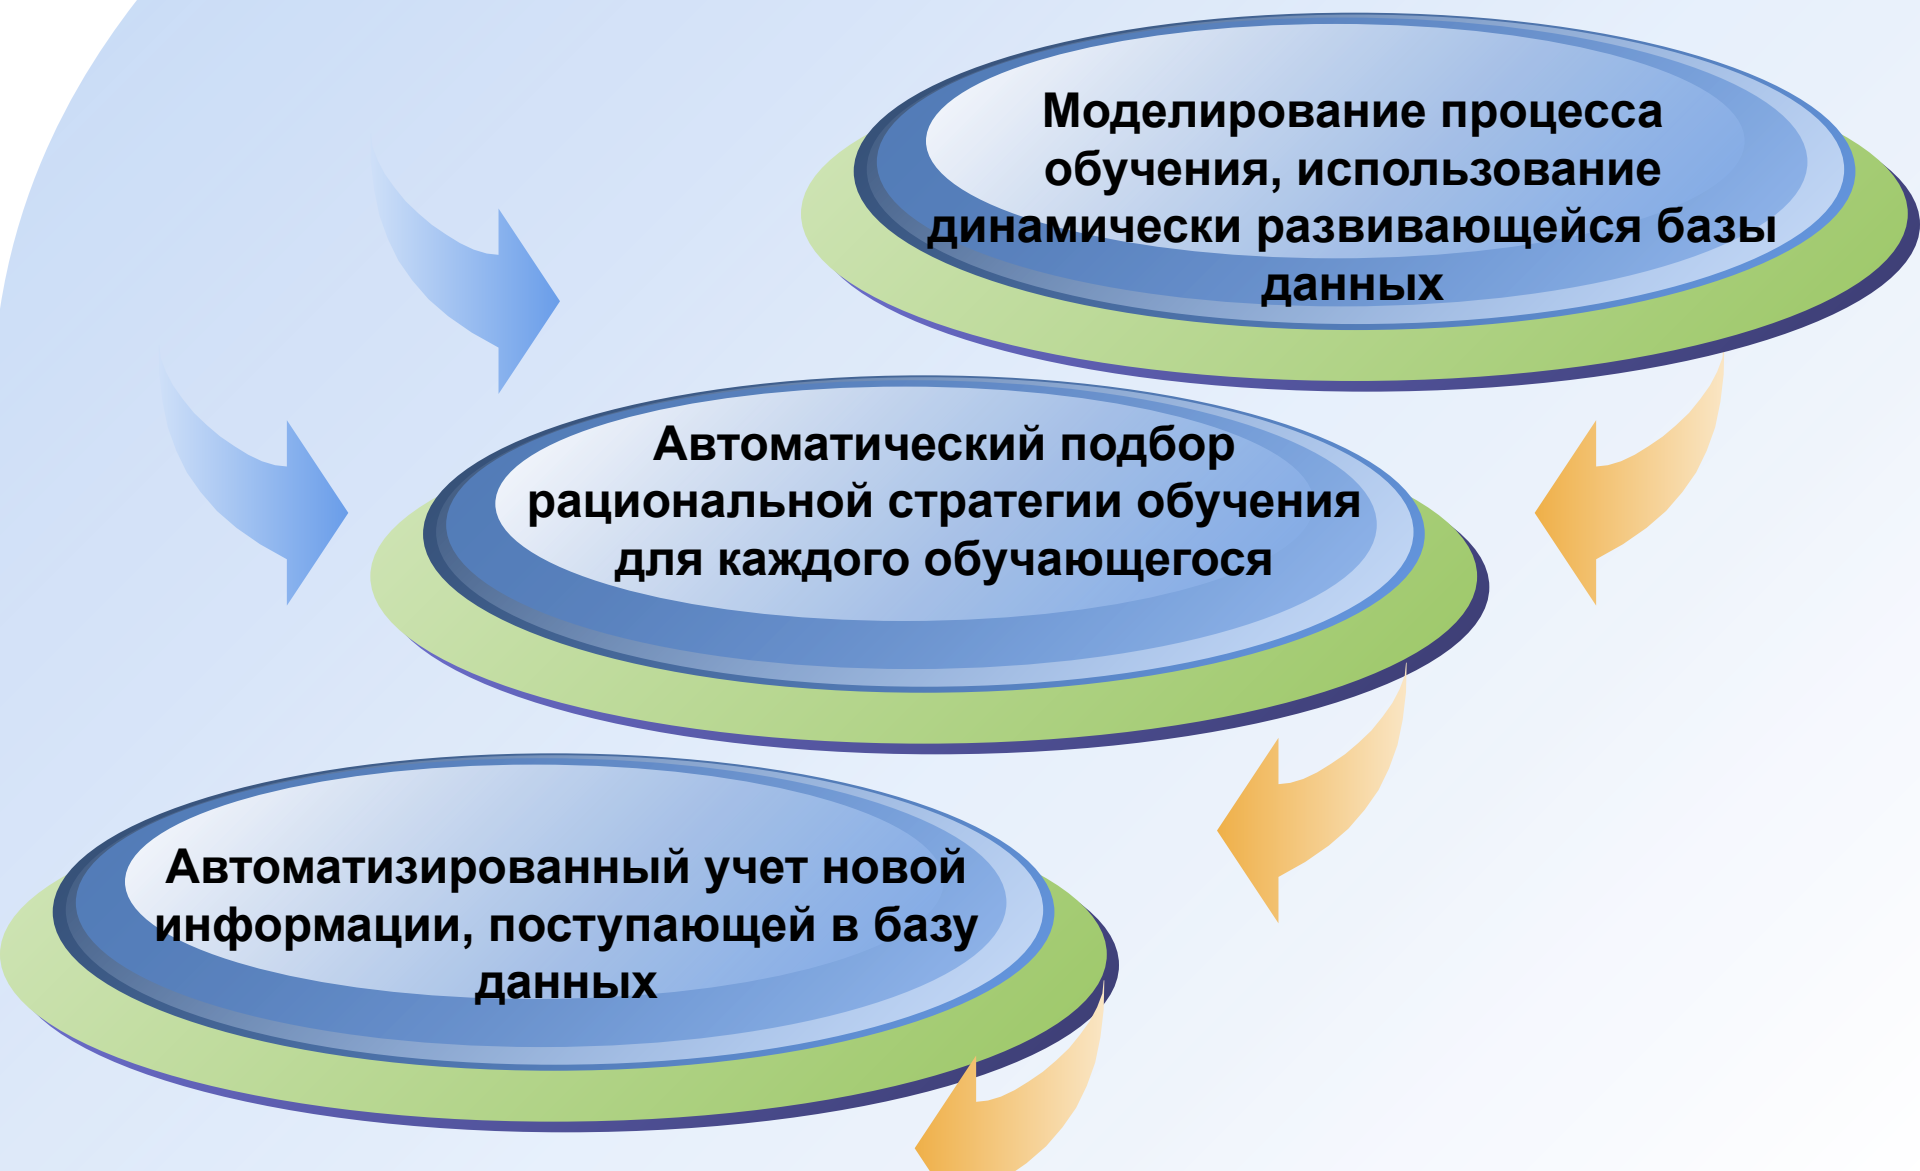 Моделирование процесса
обучения, использование
динамически развивающейся базы
данных
Автоматический подбор
рациональной стратегии обучения
для каждого обучающегося
Автоматизированный учет новой
информации, поступающей в базу
данных